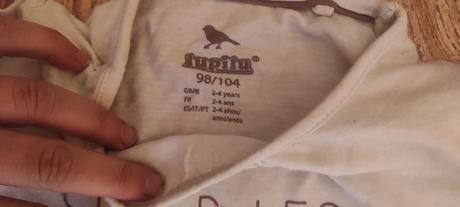 lupilu®
98/104
GB/IE 2-4 years
FR 2-4 ans
ES/IT/PT 2-4 años/
anni/anos